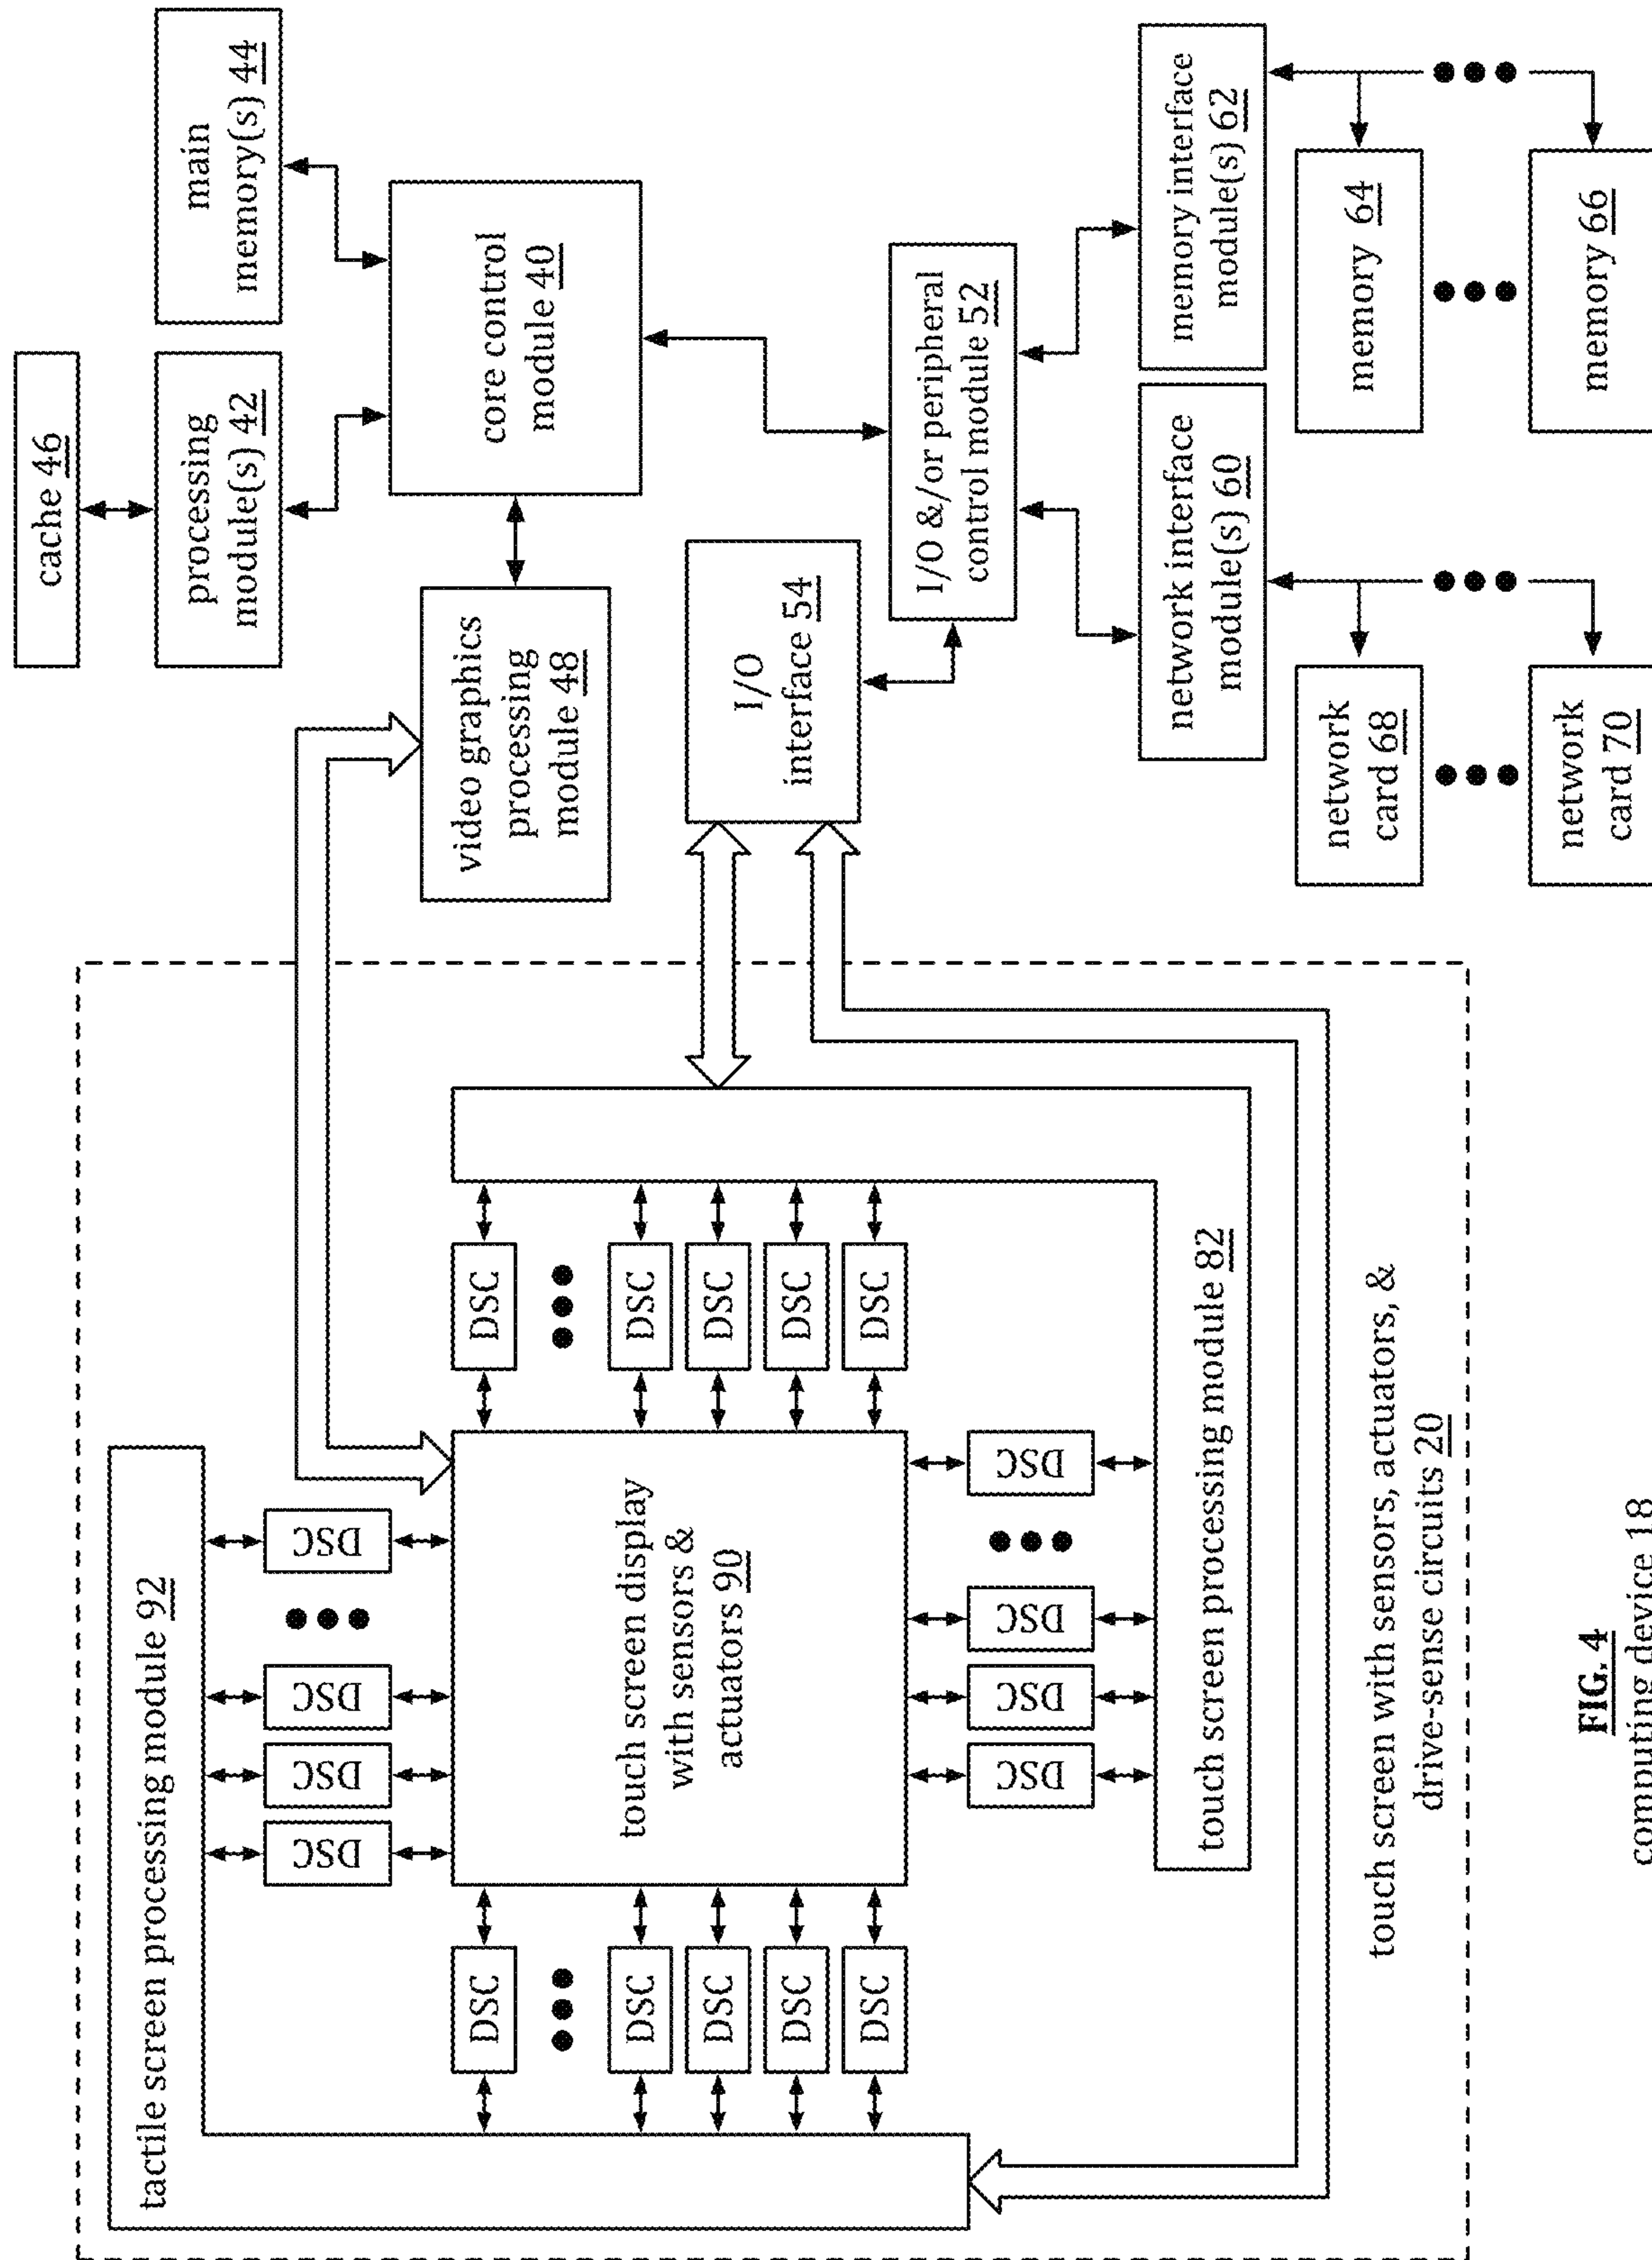 cache 46
tactile screen processing module 92
processing
module(s) 42
main
memory(s) 44
DSC
DSC
DSC
DSC
DSC
DSC
DSC
DSC
DSC
touch screen display
with sensors &
actuators 90
DSC
DSC
DSC
DSC
DSC
video graphics
processing
module 48
core control
module 40
I/O
interface 54
I/O &/or peripheral
control module 52
DSC
DSC
DSC
DSC
touch screen processing module 82
network interface
module(s) 60
memory interface
module(s) 62
touch screen with sensors, actuators, &
drive-sense circuits 20
network
card 68
memory 64
network
card 70
memory 66
FIG. 4
computing device 18